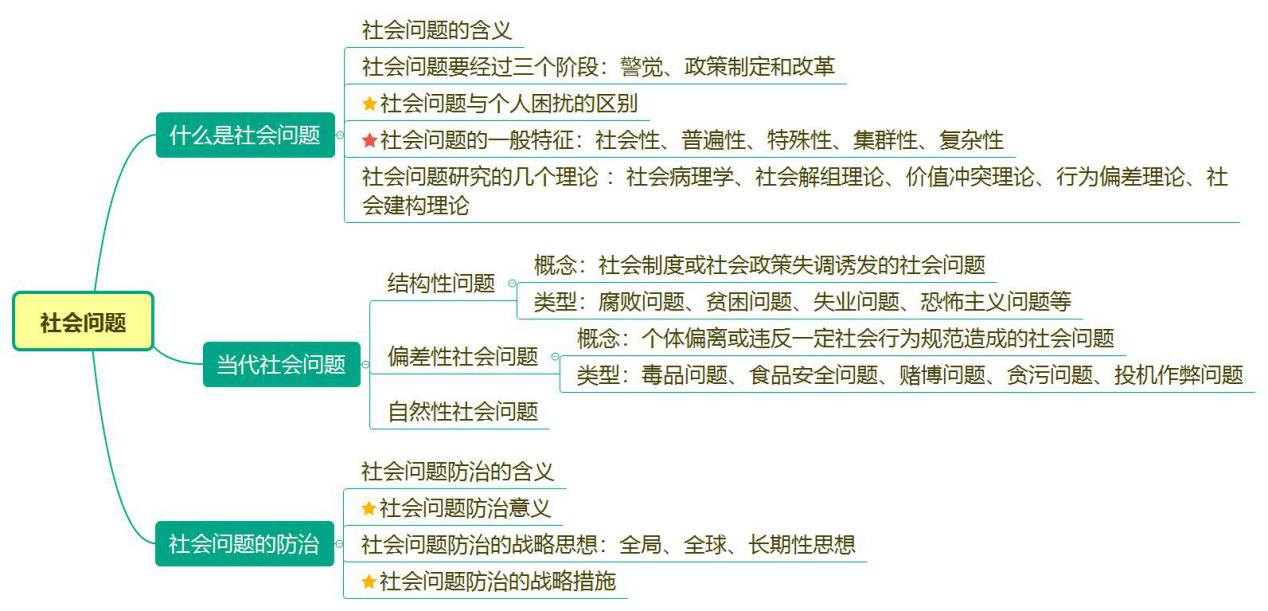 社会问题
什么是社会问题
社会问题的含义
社会问题要经过三个阶段：警觉、政策制定和改革
社会问题与个人困扰的区别
社会问题的一般特征：社会性、普遍性、特殊性、集群性、复杂性
社会问题研究的几个理论 ：社会病理学、社会解组理论、价值冲突理论、行为偏差理论、社
会建构理论
当代社会问题
结构性问题
概念：社会制度或社会政策失调诱发的社会问题
类型：腐败问题、贫困问题、失业问题、恐怖主义问题等
偏差性社会问题
概念：个体偏离或违反一定社会行为规范造成的社会问题
类型：毒品问题、食品安全问题、赌博问题、贪污问题、投机作弊问题
自然性社会问题
社会问题的防治
社会问题防治的含义
社会问题防治意义
社会问题防治的战略思想：全局、全球、长期性思想
社会问题防治的战略措施